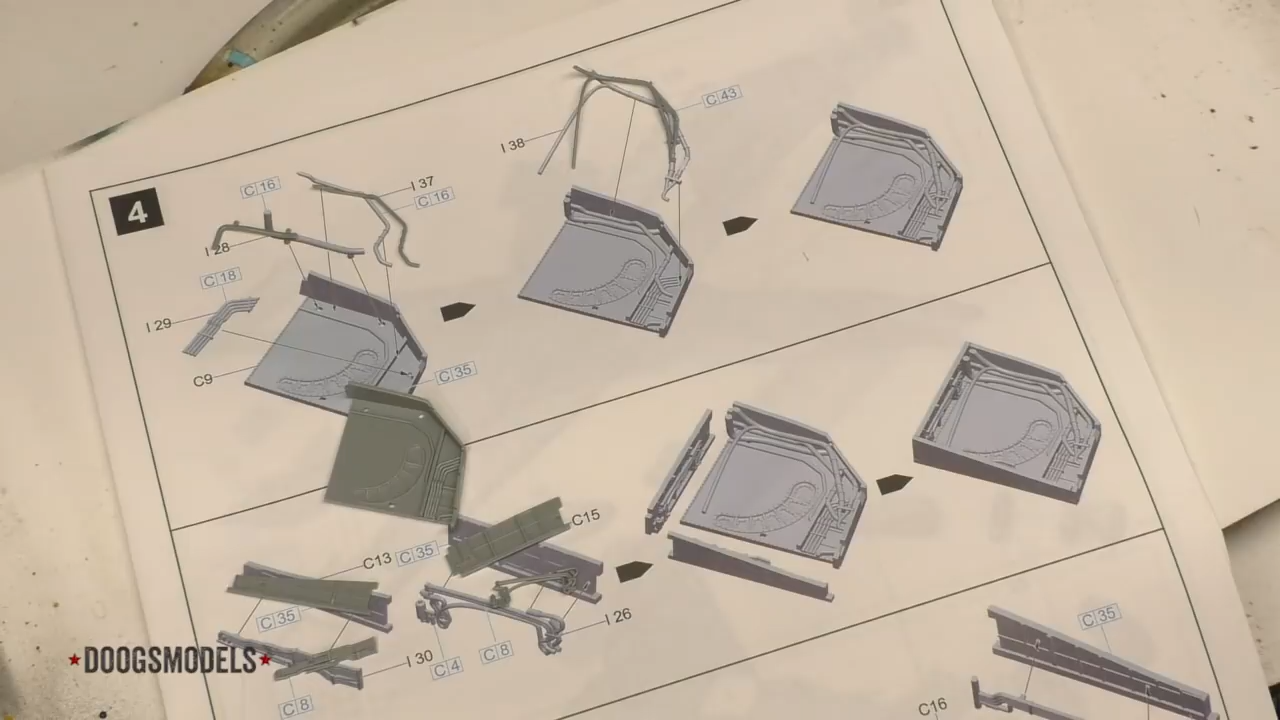 4
C 16
I 37
C 16
I 28
C 18
I 29
C9
C 35
I 38
C 43
C13
C 35
C15
C 35
I 30
C 8
C 4
C 8
I 26
C 35
C16
DOOGSMODELS